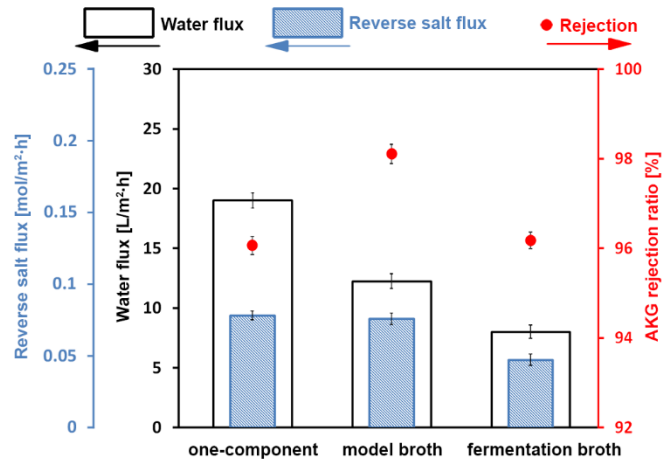 Water flux
Reverse salt flux
Rejection
Reverse salt flux [mol/m²·h]
0.25
0.2
0.15
0.1
0.05
0
Water flux [L/m²·h]
30
25
20
15
10
5
0
100
98
96
94
92
AKG rejection ratio [%]
one-component
model broth
fermentation broth